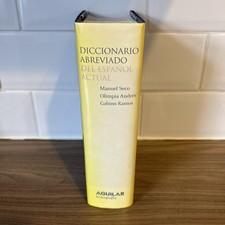 DICCIONARIO
ABREVIADO
DEL ESPAÑOL
ACTUAL
Manuel Seco
Olimpia Andrés
Gabino Ramos
AGUILAR